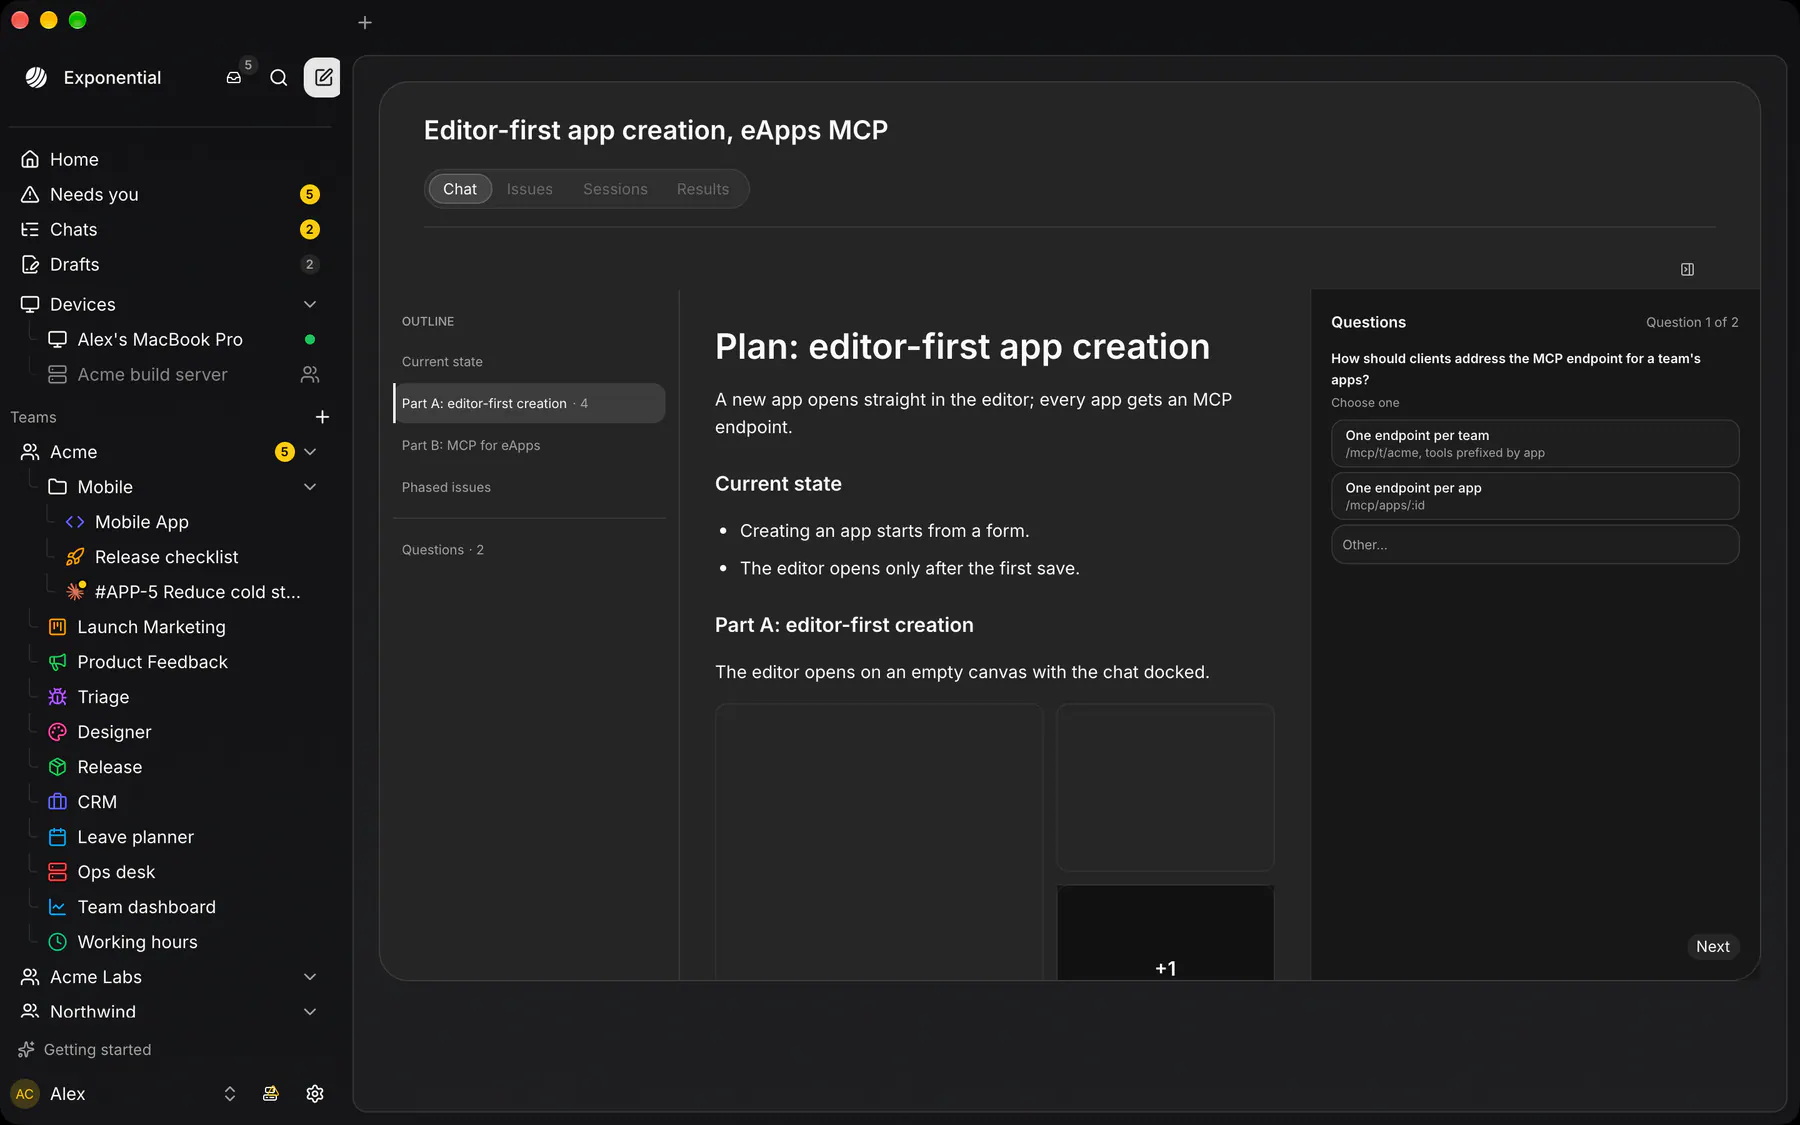 Exponential
5
Home
Needs you
5
Chats
2
Drafts
2
Devices
Alex's MacBook Pro
Acme build server
Teams
Acme
5
Mobile
Mobile App
Release checklist
#APP-5 Reduce cold st...
Launch Marketing
Product Feedback
Triage
Designer
Release
CRM
Leave planner
Ops desk
Team dashboard
Working hours
Acme Labs
Northwind
Getting started
AC
Alex
Editor-first app creation, eApps MCP
Chat
Issues
Sessions
Results
OUTLINE
Current state
Part A: editor-first creation · 4
Part B: MCP for eApps
Phased issues
Questions · 2
Plan: editor-first app creation
A new app opens straight in the editor; every app gets an MCP
endpoint.
Current state
• Creating an app starts from a form.
• The editor opens only after the first save.
Part A: editor-first creation
The editor opens on an empty canvas with the chat docked.
+1
Questions
Question 1 of 2
How should clients address the MCP endpoint for a team's
apps?
Choose one
One endpoint per team
/mcp/t/acme, tools prefixed by app
One endpoint per app
/mcp/apps/:id
Other...
Next